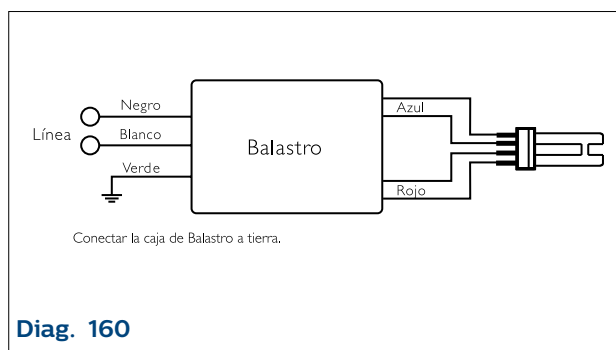 Negro
Línea
Blanco
Verde
Balastro
Azul
Rojo
Conectar la caja de Balastro a tierra.
Diag. 160